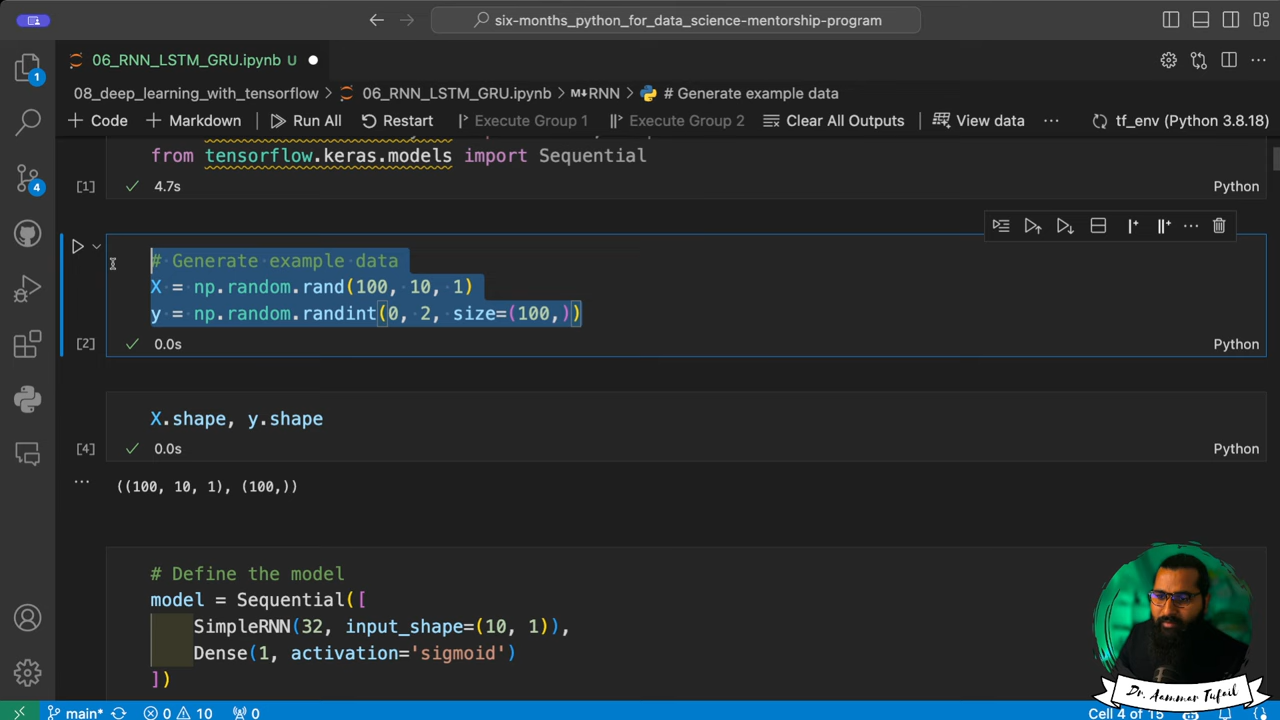 six-months_python_for_data_science-mentorship-program
06_RNN_LSTM_GRU.ipynb U
08_deep_learning_with_tensorflow > 06_RNN_LSTM_GRU.ipynb > M↓RNN > # Generate example data
+ Code + Markdown Run All Restart Execute Group 1 Execute Group 2 Clear All Outputs View data ... tf_env (Python 3.8.18)
from tensorflow.keras.models import Sequential
[1] ✓ 4.7s Python
# Generate example data
X = np.random.rand(100, 10, 1)
y = np.random.randint(0, 2, size=(100,))
[2] ✓ 0.0s Python
X.shape, y.shape
[4] ✓ 0.0s Python
... ((100, 10, 1), (100,))
# Define the model
model = Sequential([
SimpleRNN(32, input_shape=(10, 1)),
Dense(1, activation='sigmoid')
])
1
4
Dr. Aammar Tufail
main* 0 10 0 Cell 4 of 15